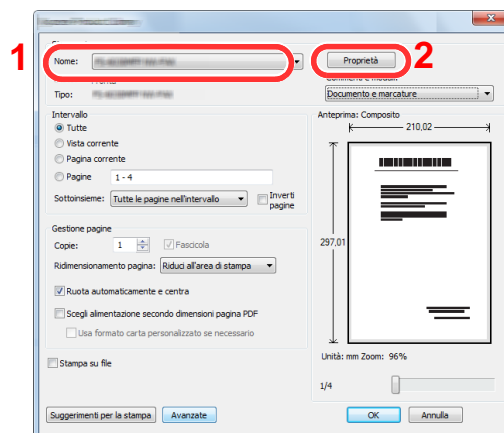 1
2
Nome:
Proprietà
Tipo:
Documento e marcature
Intervallo
Anteprima: Composito
Tutte
210,02
Vista corrente
Pagina corrente
Pagine
1 - 4
Sottoinsieme:
Tutte le pagine nell'intervallo
Inverti
pagine
Gestione pagine
Copie:
1
Fascicola
297,01
Ridimensionamento pagina:
Riduci all'area di stampa
Ruota automaticamente e centra
Scegli alimentazione secondo dimensioni pagina PDF
Usa formato carta personalizzato se necessario
Unità: mm Zoom: 96%
Stampa su file
1/4
Suggerimenti per la stampa
Avanzate
OK
Annulla